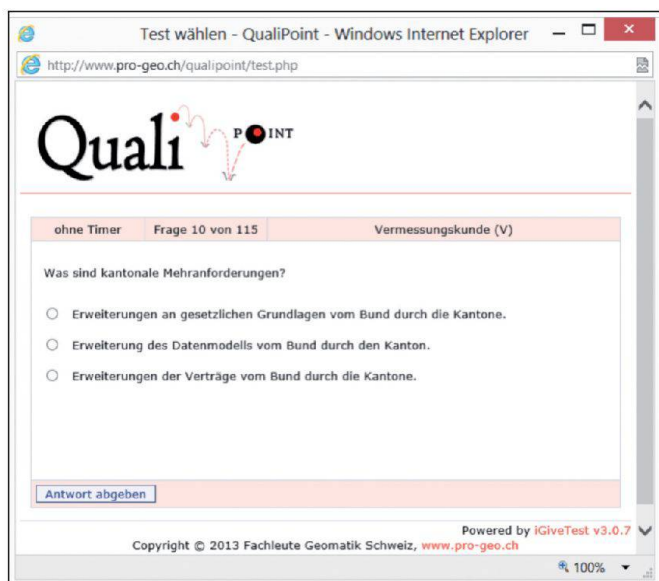 Test wählen - QualiPoint - Windows Internet Explorer
http://www.pro-geo.ch/qualipoint/test.php
Quali POINT
ohne Timer Frage 10 von 115 Vermessungskunde (V)
Was sind kantonale Mehranforderungen?
Erweiterungen an gesetzlichen Grundlagen vom Bund durch die Kantone.
Erweiterung des Datenmodells vom Bund durch den Kanton.
Erweiterungen der Verträge vom Bund durch die Kantone.
Antwort abgeben
Powered by iGiveTest v3.0.7
Copyright © 2013 Fachleute Geomatik Schweiz, www.pro-geo.ch
100%